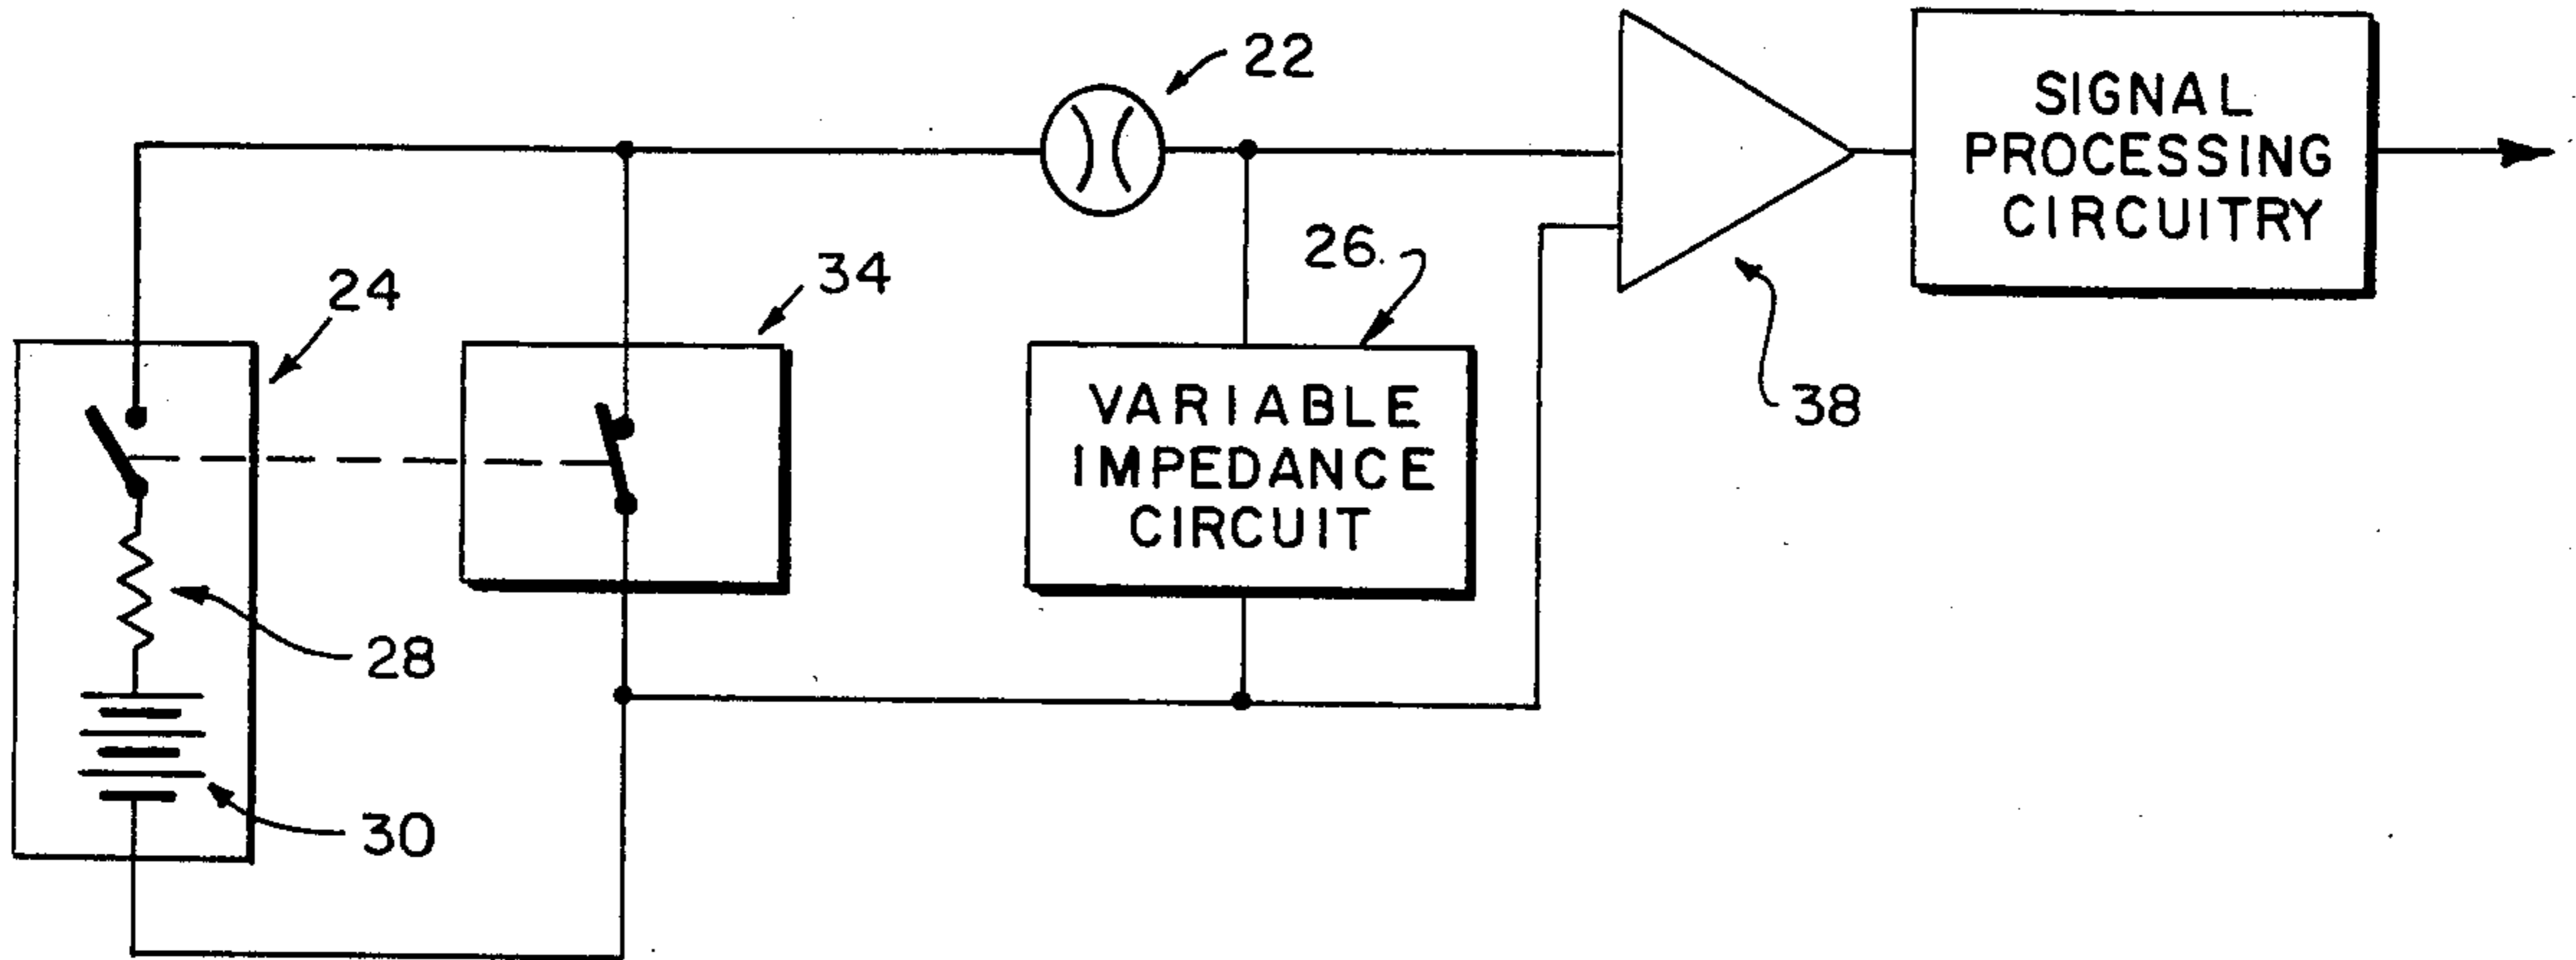 22
SIGNAL
PROCESSING
CIRCUITRY
26.
34
24
VARIABLE
IMPEDANCE
CIRCUIT
38
28
30